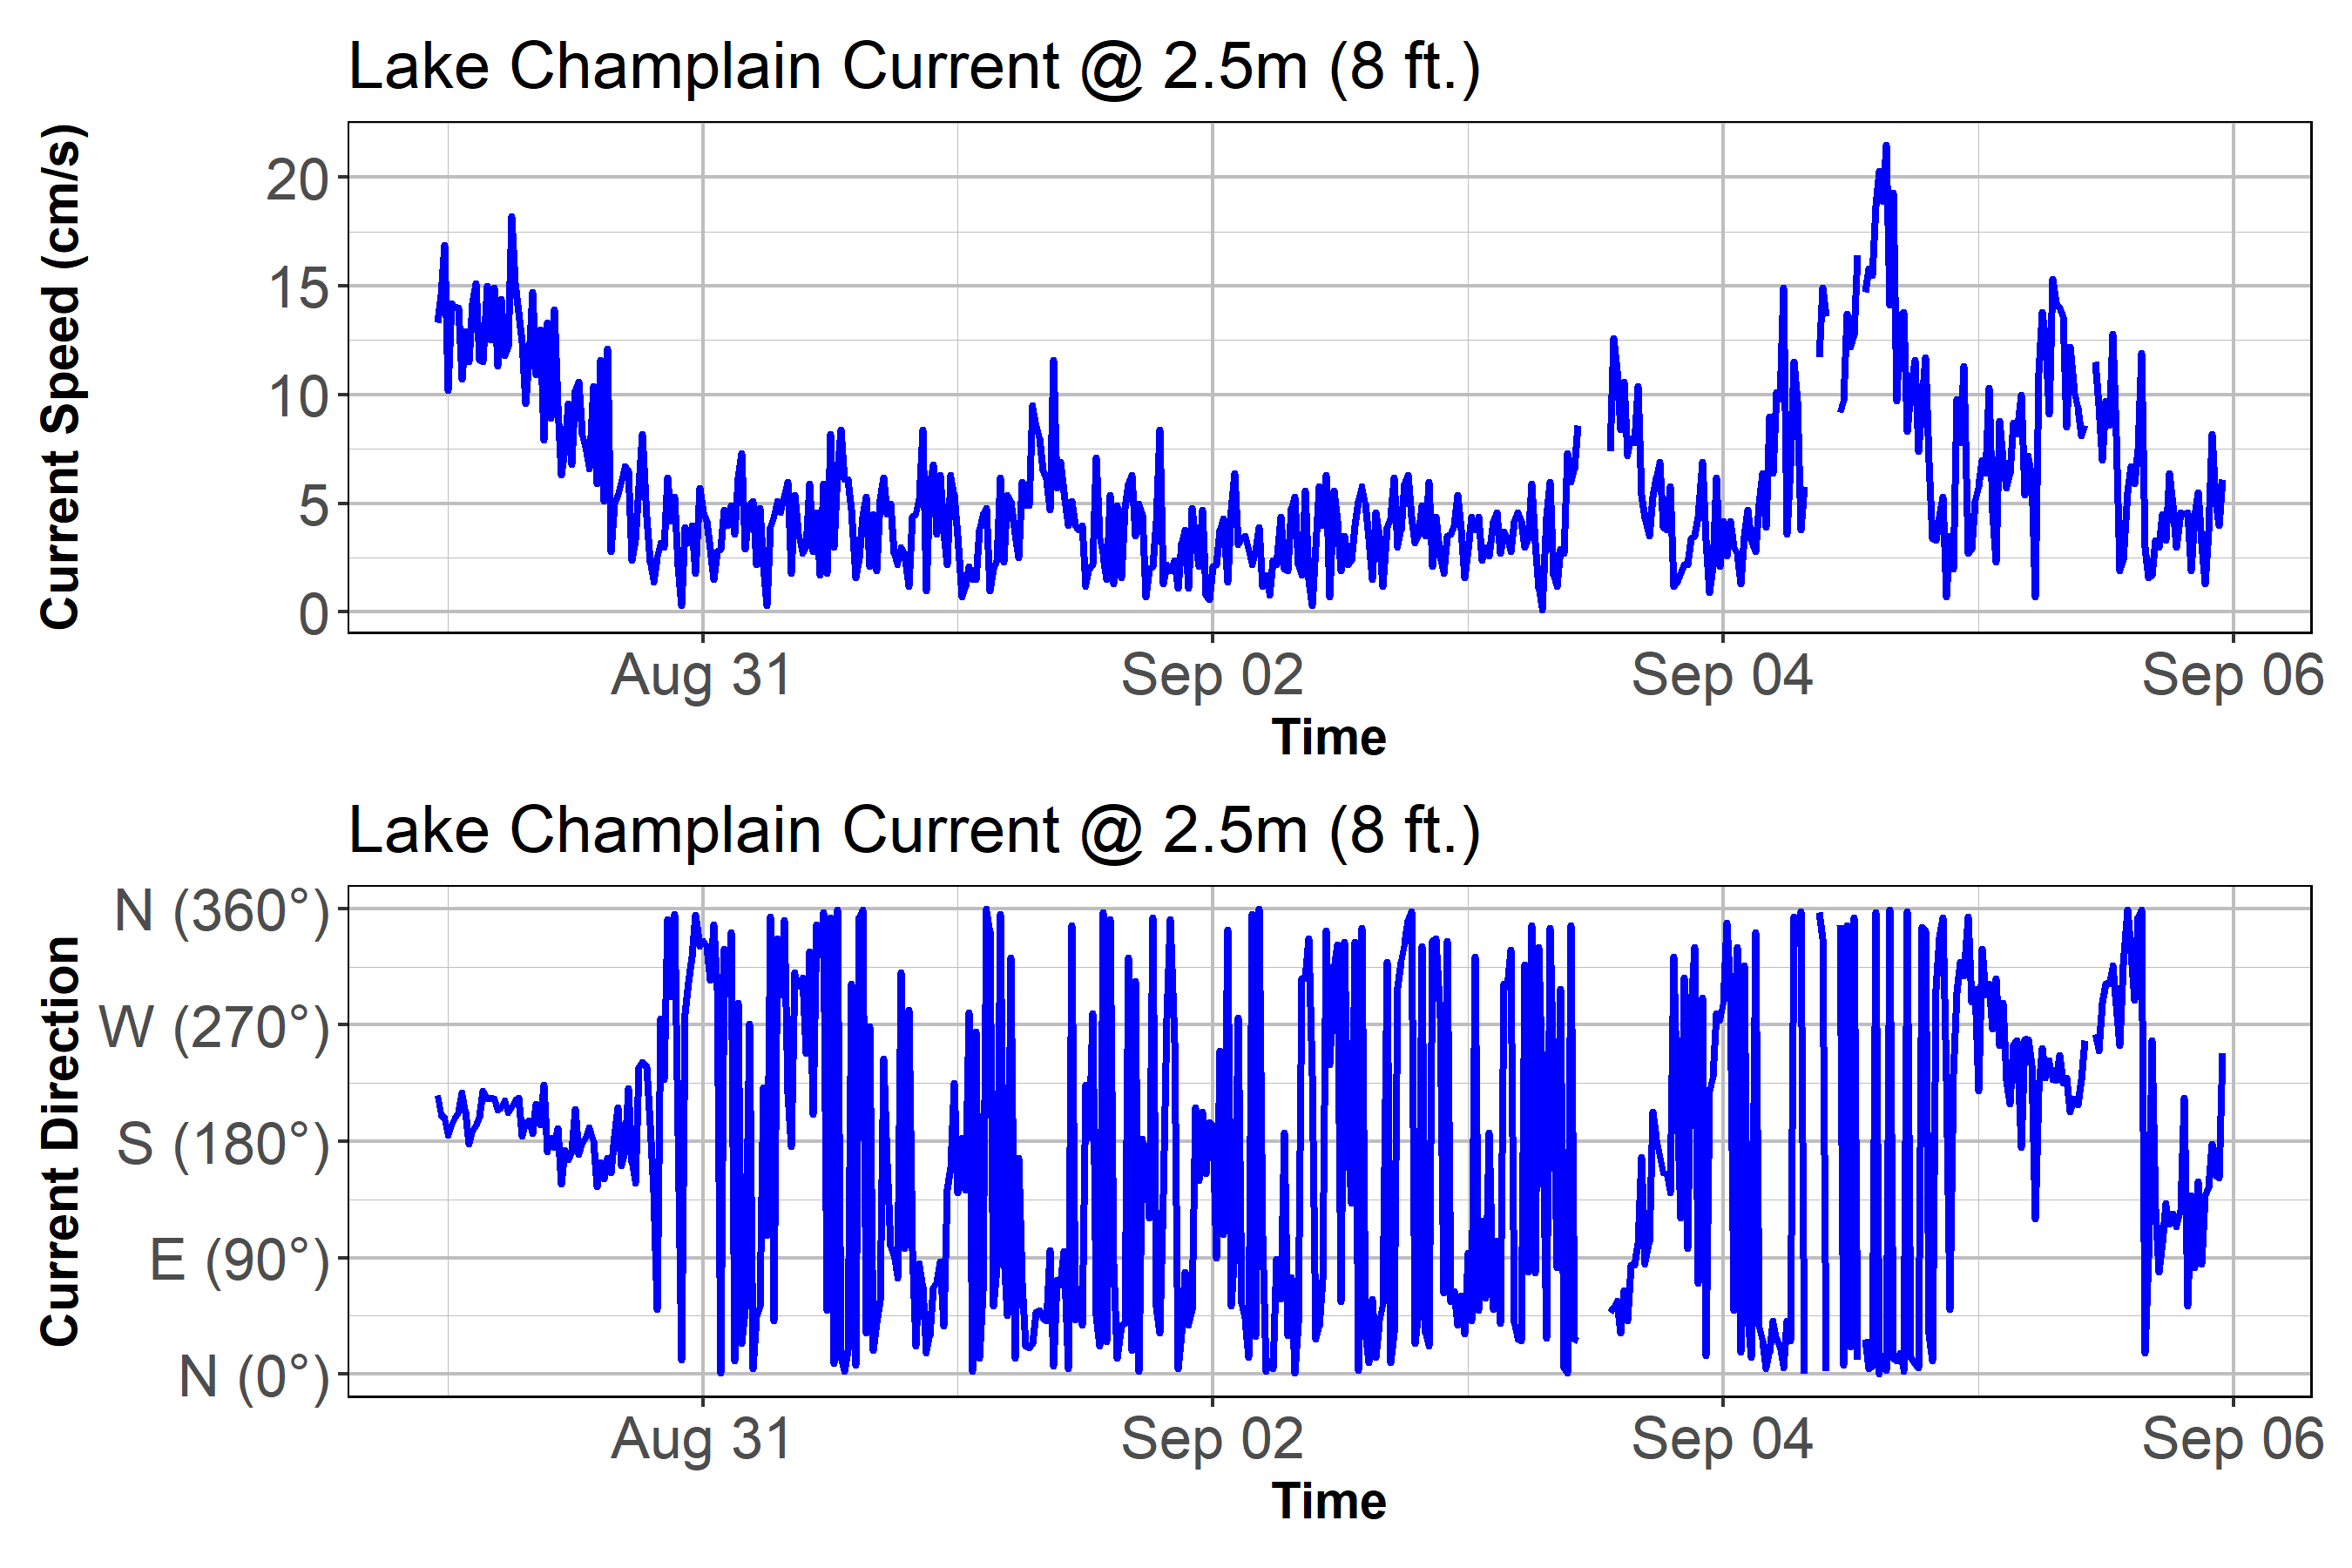 Lake Champlain Current @ 2.5m (8 ft.)
Current Speed (cm/s)
20
15
10
5
0
Aug 31 Sep 02 Sep 04 Sep 06
Time
Lake Champlain Current @ 2.5m (8 ft.)
Current Direction
N (360°)
W (270°)
S (180°)
E (90°)
N (0°)
Aug 31 Sep 02 Sep 04 Sep 06
Time